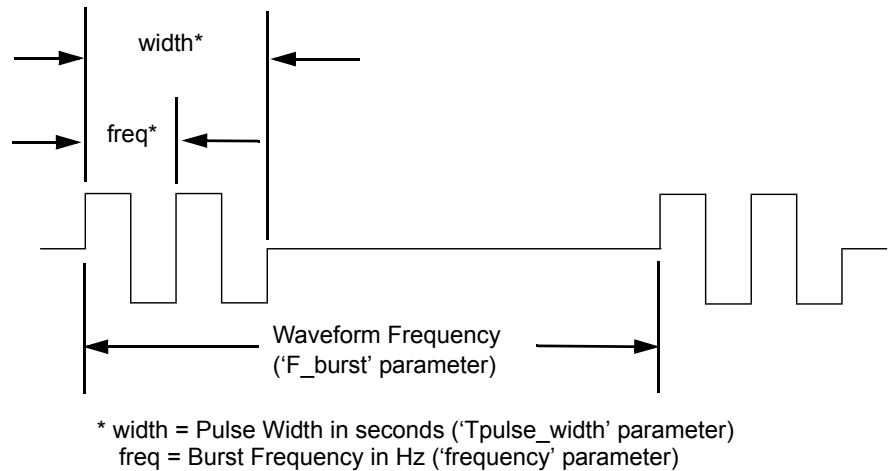 width*
freq*
Waveform Frequency
(‘F_burst’ parameter)
* width = Pulse Width in seconds (‘Tpulse_width’ parameter)
freq = Burst Frequency in Hz (‘frequency’ parameter)